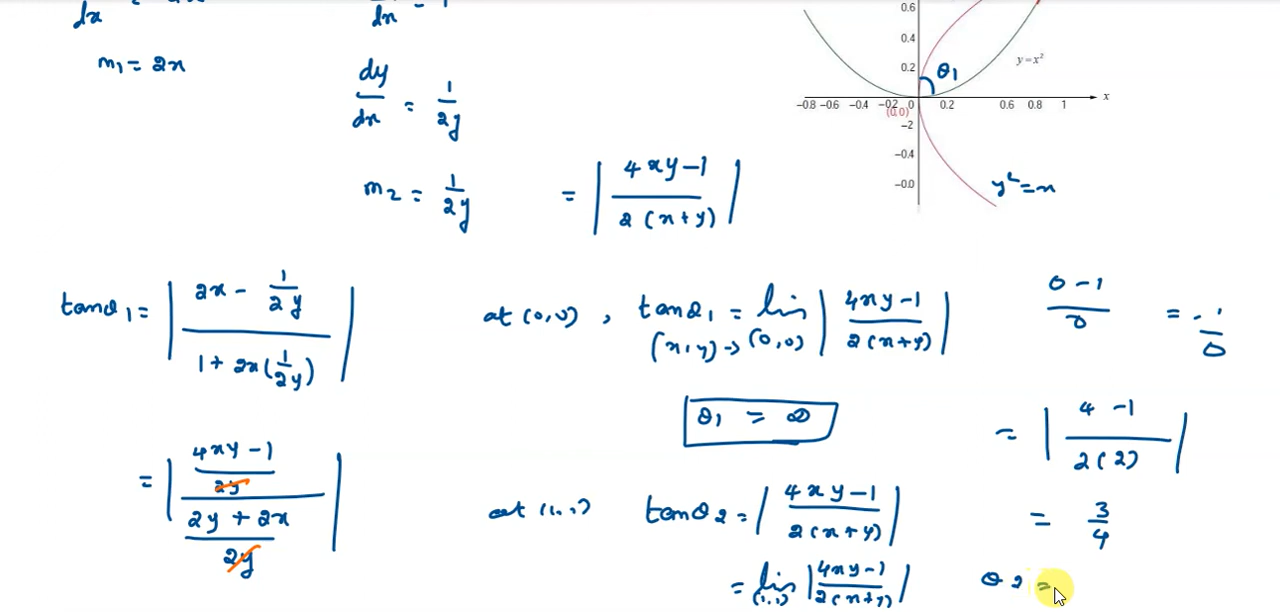 dx
dx
m₁ = 2x
dy/dx = 1/2y
m₂ = 1/2y
= | 4xy-1 / 2(x+y) |
0.6
0.4
0.2
θ₁
y=x²
-0.8 -0.6 -0.4 -0.2 0 0.2 0.6 0.8 1 x
(0,0)
-2
-0.4
-0.0
y² = x
tanθ₁ = | 2x - 1/2y / 1 + 2x(1/2y) |
at (0,0), tanθ₁ = lim (x,y)->(0,0) | 4xy-1 / 2(x+y) |
0-1 / 0 = -1/0
θ₁ = ∞
= | 4xy-1 / 2y / 2y+2x / 2y |
at (1,1) tanθ₂ = | 4xy-1 / 2(x+y) |
= lim (1,1) | 4xy-1 / 2(x+y) |
= | 4-1 / 2(2) |
= 3/4
θ2 =